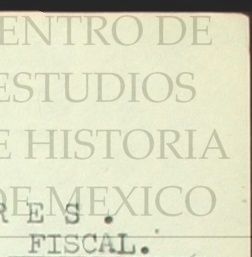 ENTRO DE
ESTUDIOS
E HISTORIA
DE MEXICO
R E S .
FISCAL.